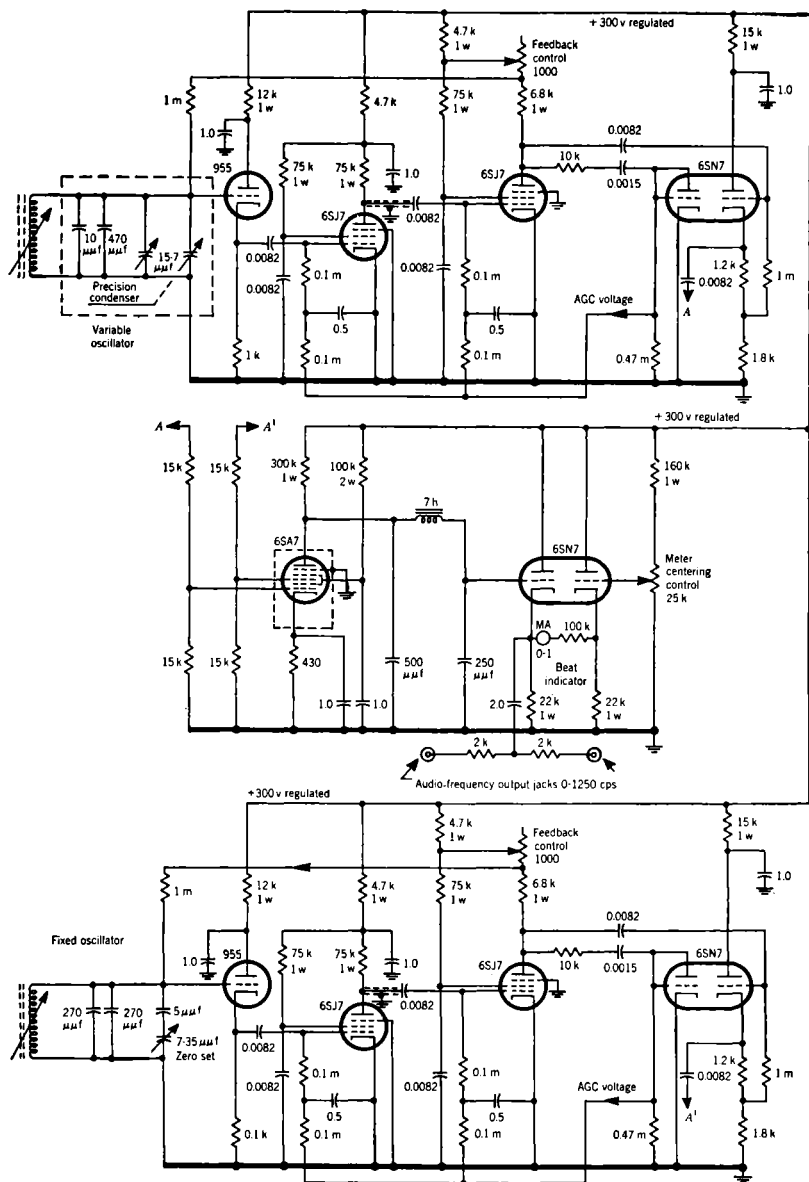 + 300 v regulated
4.7 k
1 w
Feedback
control
1000
15 k
1 w
1 m
12 k
1 w
4.7 k
75 k
1 w
6.8 k
1 w
1.0
1.0
0.0082
955
75 k
1 w
75 k
1 w
1.0
10 k
0.0015
6SN7
6SJ7
6SJ7
0.0082
10
μμf
470
μμf
15-7
μμf
Precision
condenser
Variable
oscillator
0.0082
0.0082
0.1 m
0.0082
0.1 m
1.2 k
0.0082
1 m
A
AGC voltage
0.5
0.5
1 k
0.1 m
0.1 m
0.47 m
1.8 k
A
A'
+ 300 v regulated
15 k
15 k
300 k
1 w
100 k
2 w
160 k
1 w
7 h
6SA7
6SN7
Meter
centering
control
25 k
MA
0-1
100 k
Beat
indicator
15 k
15 k
430
500
μμf
250
μμf
1.0
1.0
2.0
22 k
1 w
22 k
1 w
2 k
2 k
Audio-frequency output jacks 0-1250 cps
+ 300 v regulated
4.7 k
1 w
Feedback
control
1000
15 k
1 w
1 m
12 k
1 w
4.7 k
1 w
75 k
1 w
6.8 k
1 w
1.0
0.0082
Fixed oscillator
955
1.0
75 k
1 w
75 k
1 w
1.0
10 k
0.0015
6SN7
6SJ7
6SJ7
0.0082
270
μμf
270
μμf
5 μμf
7-35 μμf
Zero set
0.0082
0.0082
0.1 m
0.1 m
1.2 k
0.0082
1 m
A'
AGC voltage
0.5
0.5
0.1 k
0.1 m
0.1 m
0.47 m
1.8 k